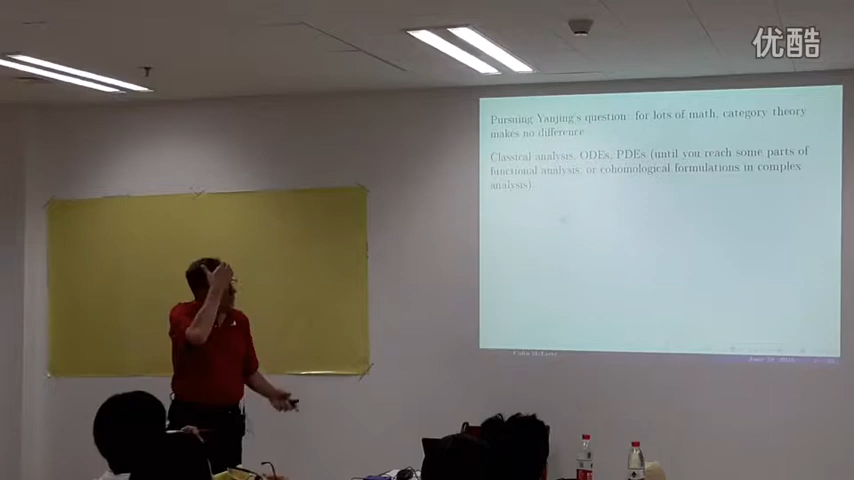 优酷
Pursuing Yanjing's question: for lots of math, category theory
makes no difference.
Classical analysis, ODEs, PDEs (until you reach some parts of
functional analysis, or cohomological formulations in complex
analysis)